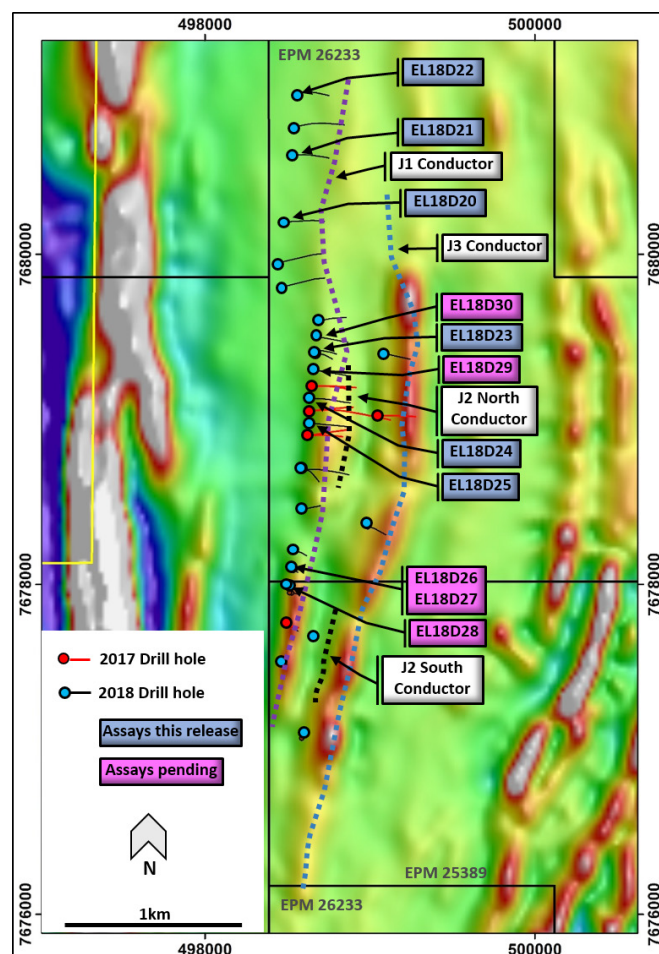 498000
500000
EPM 26233
EL18D22
EL18D21
J1 Conductor
EL18D20
7680000
7680000
J3 Conductor
EL18D30
EL18D23
EL18D29
J2 North
Conductor
EL18D24
EL18D25
7678000
7678000
EL18D26
EL18D27
EL18D28
J2 South
Conductor
2017 Drill hole
2018 Drill hole
Assays this release
Assays pending
N
1km
EPM 25389
EPM 26233
7676000
7676000
498000
500000